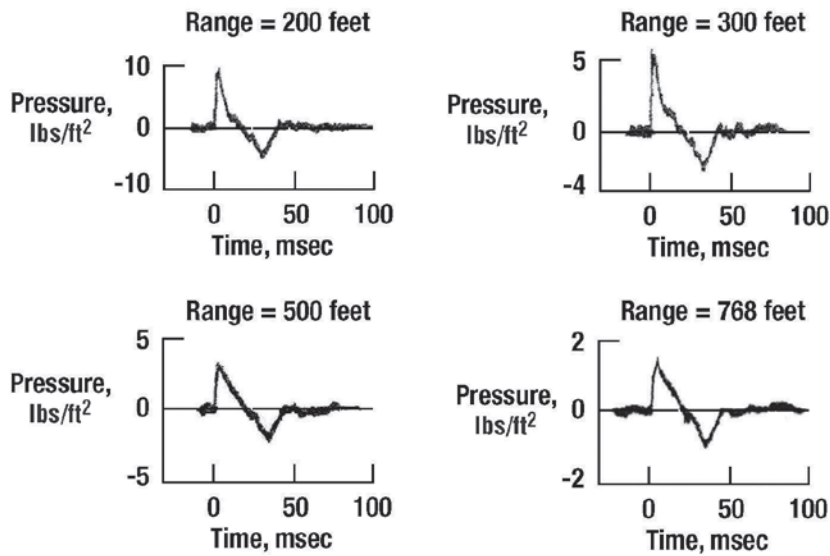 Range = 200 feet
10
Pressure,
lbs/ft²
0
-10
0 50 100
Time, msec
Range = 300 feet
5
Pressure,
lbs/ft²
0
-4
0 50 100
Time, msec
Range = 500 feet
5
Pressure,
lbs/ft²
0
-5
0 50 100
Time, msec
Range = 768 feet
2
Pressure,
lbs/ft²
0
-2
0 50 100
Time, msec